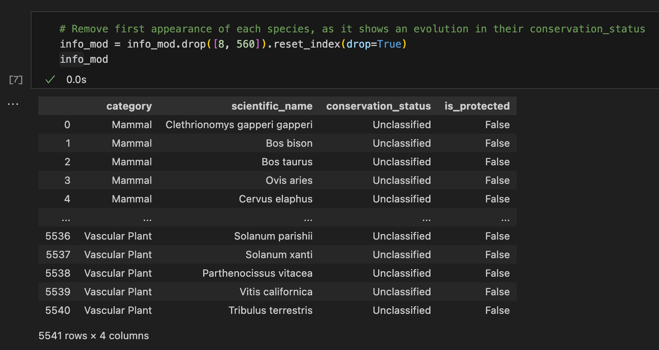 # Remove first appearance of each species, as it shows an evolution in their conservation_status
info_mod = info_mod.drop([8, 560]).reset_index(drop=True)
info_mod
[7] 0.0s
...
category scientific_name conservation_status is_protected
0 Mammal Clethrionomys gapperi gapperi Unclassified False
1 Mammal Bos bison Unclassified False
2 Mammal Bos taurus Unclassified False
3 Mammal Ovis aries Unclassified False
4 Mammal Cervus elaphus Unclassified False
... ... ... ... ...
5536 Vascular Plant Solanum parishii Unclassified False
5537 Vascular Plant Solanum xanti Unclassified False
5538 Vascular Plant Parthenocissus vitacea Unclassified False
5539 Vascular Plant Vitis californica Unclassified False
5540 Vascular Plant Tribulus terrestris Unclassified False
5541 rows × 4 columns